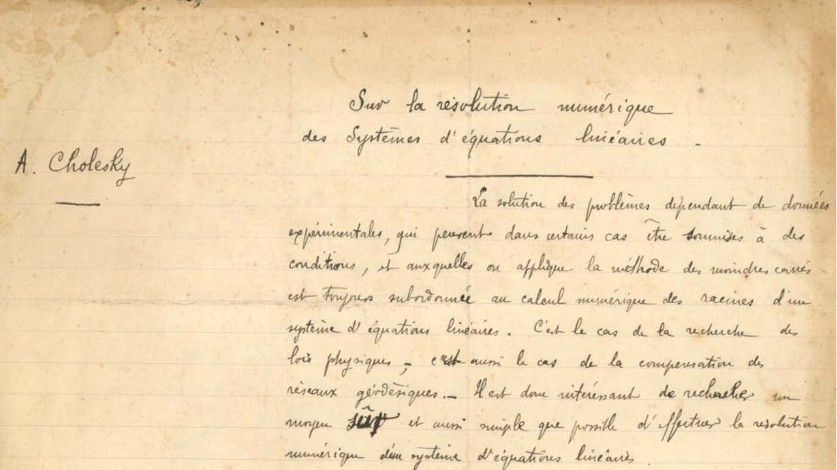 Sur la résolution numérique
des Systèmes d'équations linéaires.
A. Cholesky
La solution des problèmes dépendant de données
expérimentales, qui peuvent dans certains cas être soumises à des
conditions, et auxquelles on applique la méthode des moindres carrés
est toujours subordonnée au calcul numérique des racines d'un
système d'équations linéaires. C'est le cas de la recherche des
lois physiques, c'est aussi le cas de la compensation des
réseaux géodésiques. - Il est donc intéressant de rechercher un
moyen sûr et aussi simple que possible d'effectuer la résolution
numérique d'un système d'équations linéaires.